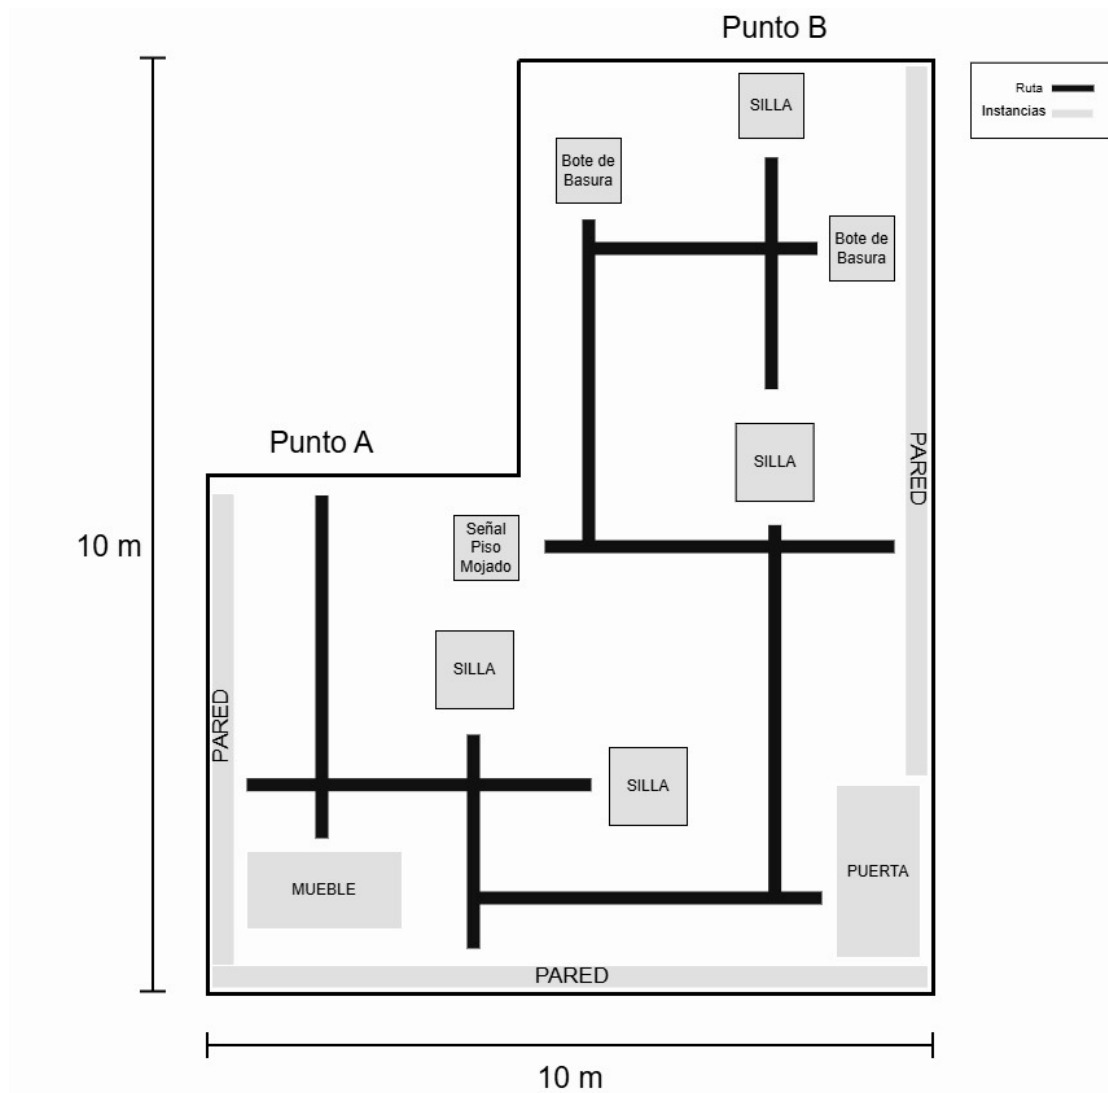 Punto B
SILLA
Ruta
Instancias
Bote de
Basura
Bote de
Basura
Punto A
SILLA
PARED
10 m
Señal
Piso
Mojado
SILLA
PARED
SILLA
MUEBLE
PUERTA
PARED
10 m